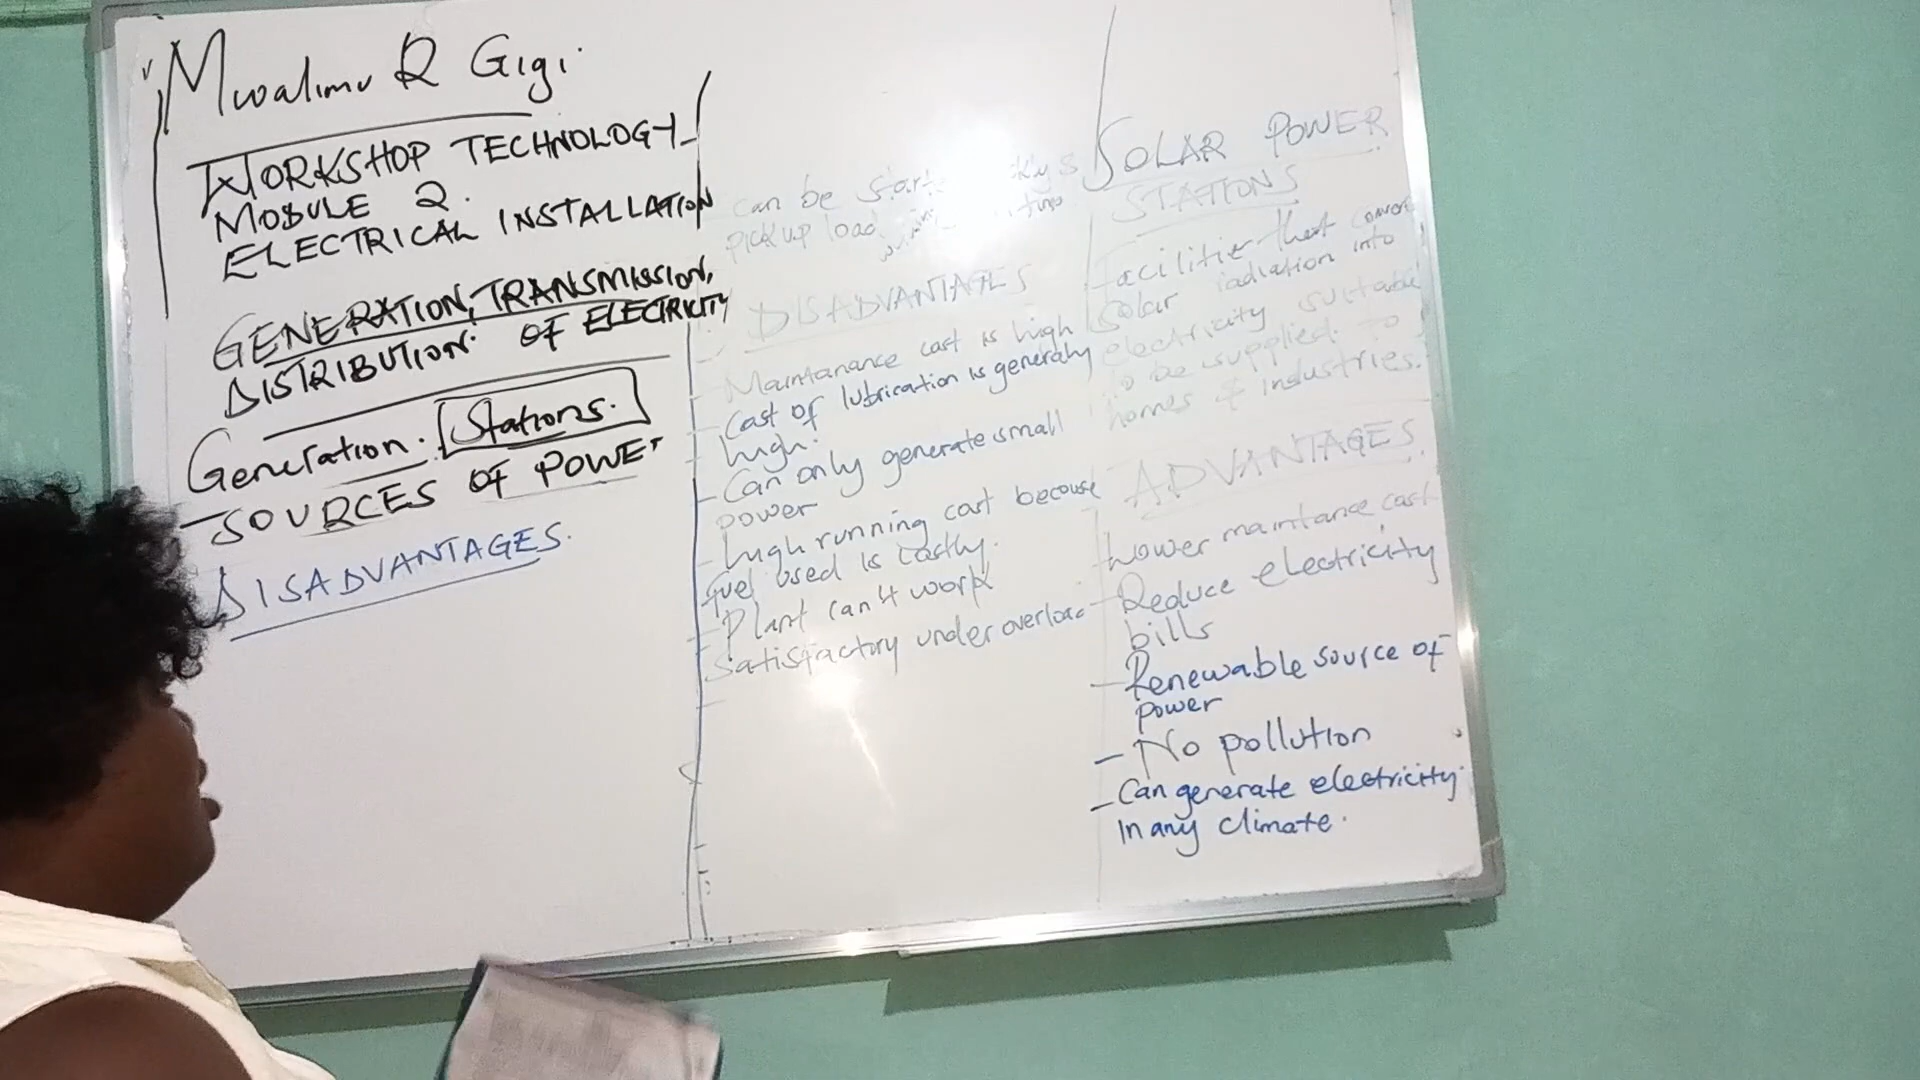 Mwalimu R Gigi
WORKSHOP TECHNOLOGY
MODULE 2.
ELECTRICAL INSTALLATION
GENERATION, TRANSMISSION,
DISTRIBUTION OF ELECTRICITY
Generation. Stations.
- SOURCES OF POWER
DISADVANTAGES.
can be
pick up load
DISADVANTAGES
- Maintanance cost is high
- Cost of lubrication is generally
high.
- Can only generate small
power
- high running cost because
fuel used is costly.
- Plant can't work
satisfactory under overload
SOLAR POWER
STATIONS
Facilities that convert
solar radiation into
electricity suitable
to be supplied to
homes & industries.
ADVANTAGES
Lower maintance cost
- Reduce electricity
bills
- Renewable source of
power
- No pollution
- Can generate electricity
in any climate.